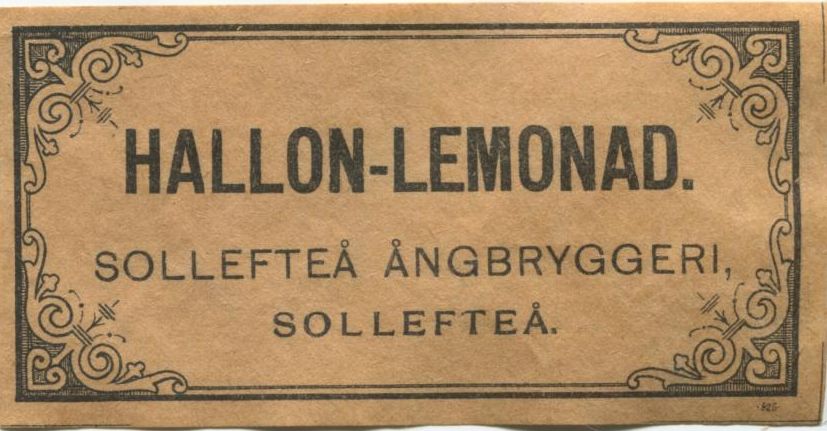 HALLON-LEMONAD.
SOLLEFTEÅ ÅNGBRYGGERI,
SOLLEFTEÅ.